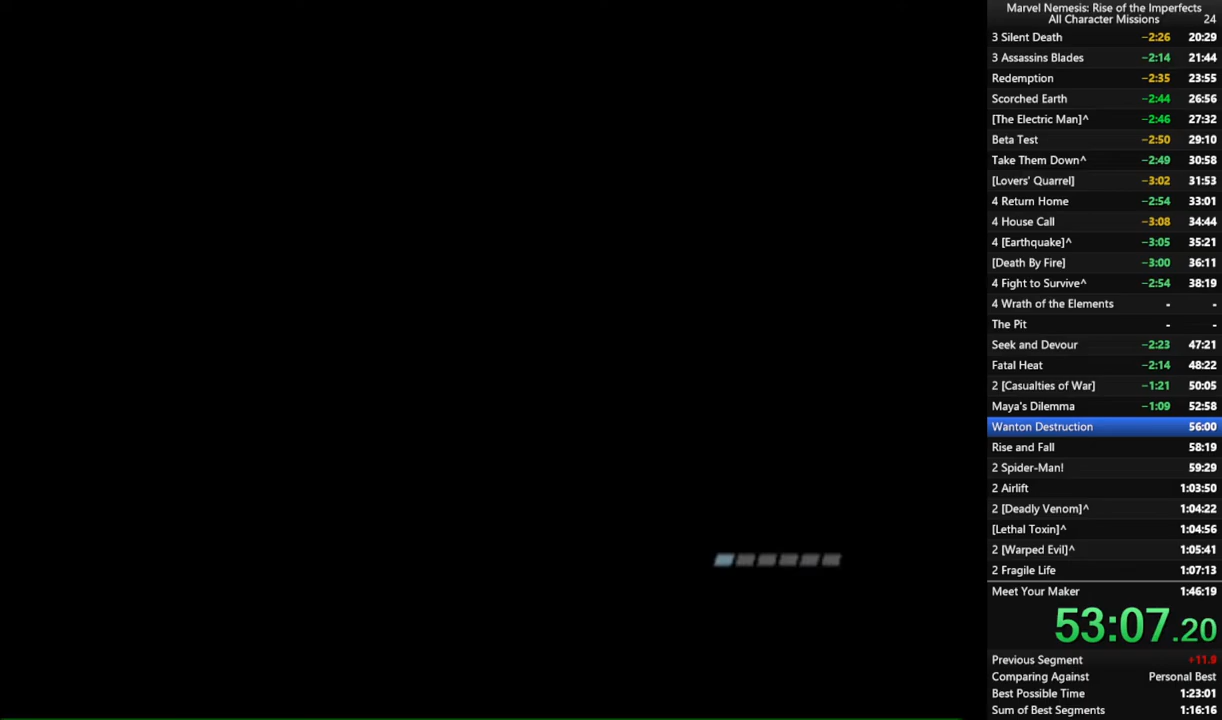 Marvel Nemesis: Rise of the Imperfects
All Character Missions 24
3 Silent Death −2:26 20:29
3 Assassins Blades −2:14 21:44
Redemption −2:35 23:55
Scorched Earth −2:44 26:56
[The Electric Man]^ −2:46 27:32
Beta Test −2:50 29:10
Take Them Down^ −2:49 30:58
[Lovers' Quarrel] −3:02 31:53
4 Return Home −2:54 33:01
4 House Call −3:08 34:44
4 [Earthquake]^ −3:05 35:21
[Death By Fire] −3:00 36:11
4 Fight to Survive^ −2:54 38:19
4 Wrath of the Elements - -
The Pit - -
Seek and Devour −2:23 47:21
Fatal Heat −2:14 48:22
2 [Casualties of War] −1:21 50:05
Maya's Dilemma −1:09 52:58
Wanton Destruction 56:00
Rise and Fall 58:19
2 Spider-Man! 59:29
2 Airlift 1:03:50
2 [Deadly Venom]^ 1:04:22
[Lethal Toxin]^ 1:04:56
2 [Warped Evil]^ 1:05:41
2 Fragile Life 1:07:13
Meet Your Maker 1:46:19
53:07.20
Previous Segment +11.9
Comparing Against Personal Best
Best Possible Time 1:23:01
Sum of Best Segments 1:16:16